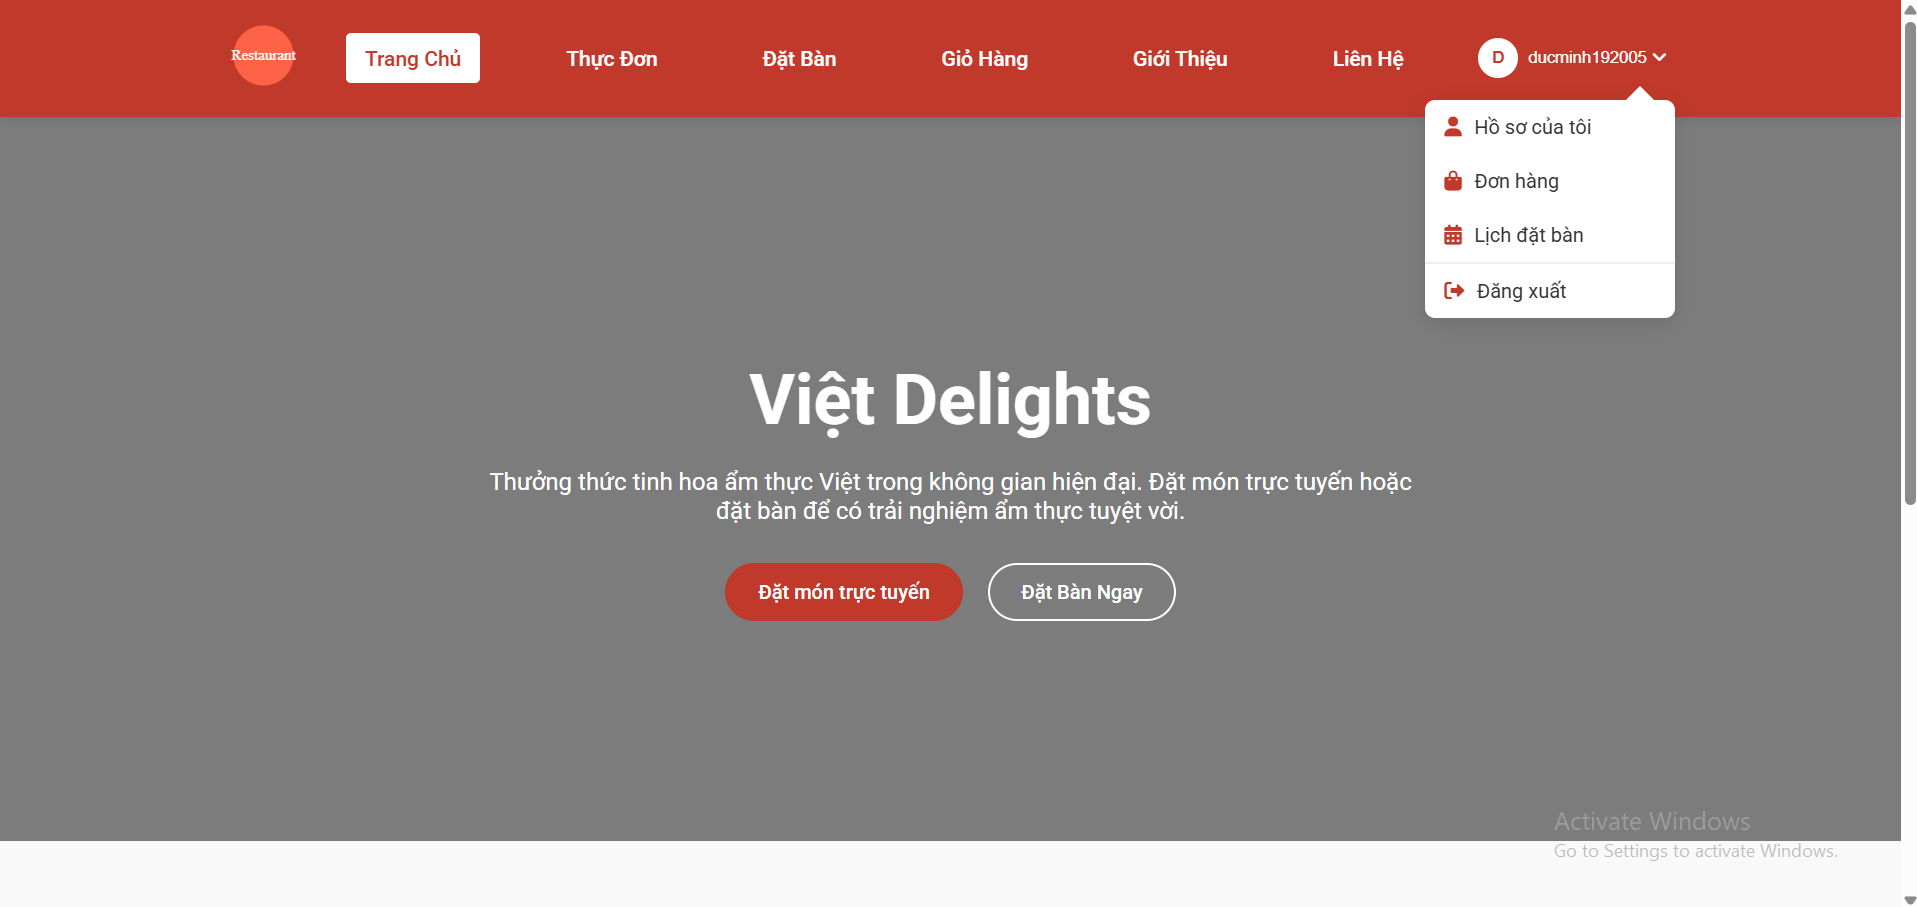 Restaurant
Trang Chủ
Thực Đơn
Đặt Bàn
Giỏ Hàng
Giới Thiệu
Liên Hệ
D
ducminh192005
Hồ sơ của tôi
Đơn hàng
Lịch đặt bàn
Đăng xuất
Việt Delights
Thưởng thức tinh hoa ẩm thực Việt trong không gian hiện đại. Đặt món trực tuyến hoặc
đặt bàn để có trải nghiệm ẩm thực tuyệt vời.
Đặt món trực tuyến
Đặt Bàn Ngay
Activate Windows
Go to Settings to activate Windows.